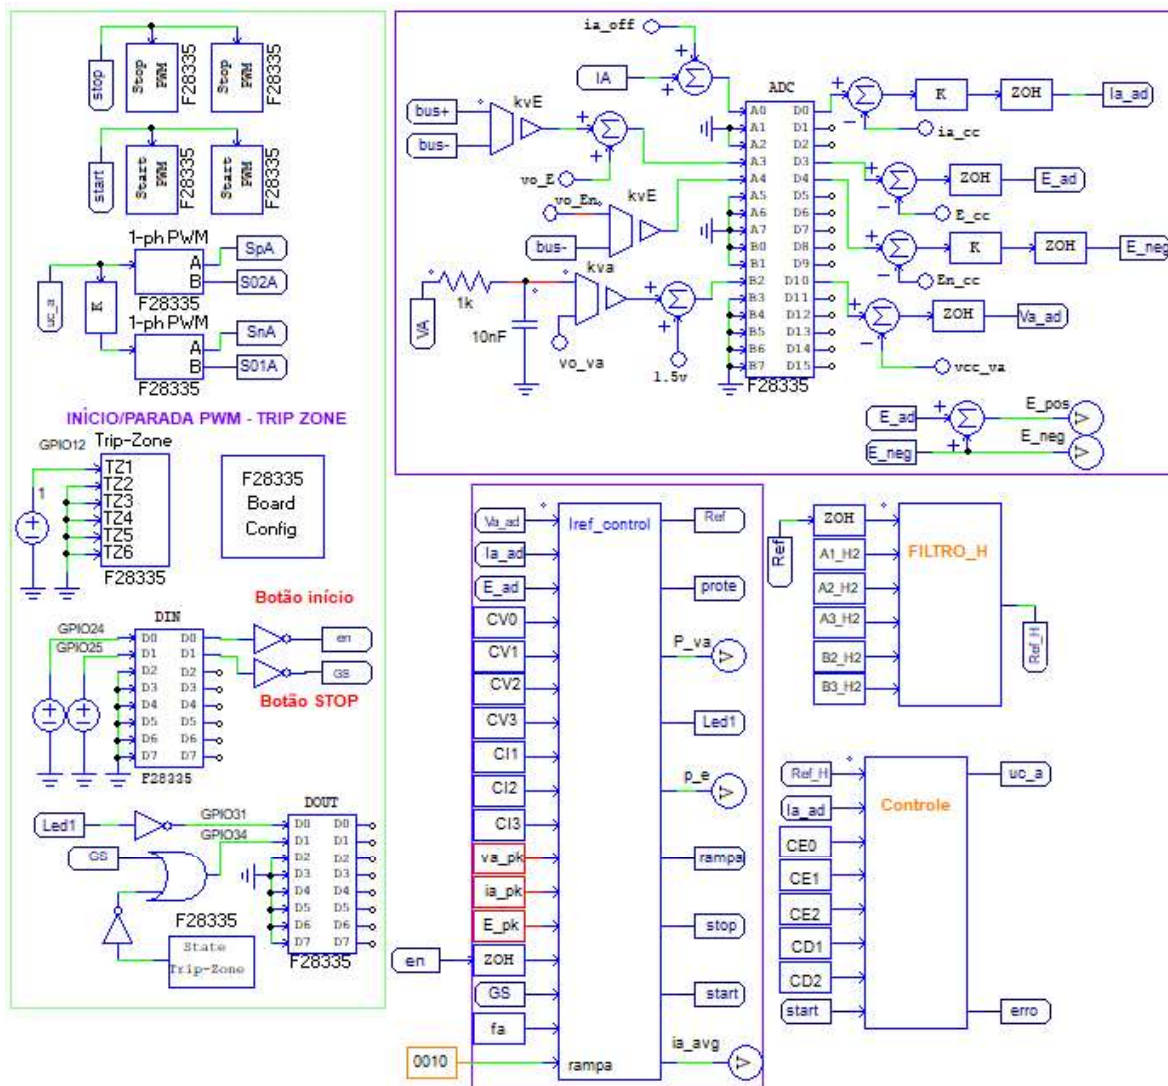 stop
Stop
PWM
F28335
Stop
PWM
F28335
start
Start
PWM
F28335
Start
PWM
F28335
1-ph PWM
uc_a
A
B
SpA
S02A
F28335
K
1-ph PWM
A
B
SnA
S01A
F28335
INÍCIO/PARADA PWM - TRIP ZONE
GPIO12
Trip-Zone
1
TZ1
TZ2
TZ3
TZ4
TZ5
TZ6
F28335
F28335
Board
Config
Botão início
DIN
GPIO24
GPIO25
D0 D0
D1 D1
D2 D2
D3 D3
D4 D4
D5 D5
D6 D6
D7 D7
F28335
en
GS
Botão STOP
DOUT
Led1
GPIO31
GPIO34
GS
D0 D0
D1 D1
D2 D2
D3 D3
D4 D4
D5 D5
D6 D6
D7 D7
F28335
F28335
State
Trip-Zone
ia_off
IA
bus+
bus-
kvE
vo_E
vo_En
bus-
kvE
VA
1k
10nF
kva
vo_va
1.5v
ADC
A0 D0
A1 D1
A2 D2
A3 D3
A4 D4
A5 D5
A6 D6
A7 D7
B0 D8
B1 D9
B2 D10
B3 D11
B4 D12
B5 D13
B6 D14
B7 D15
F28335
K
ZOH
Ia_ad
ia_cc
ZOH
E_ad
E_cc
K
ZOH
E_neg
En_cc
ZOH
Va_ad
vcc_va
E_ad
E_neg
E_pos
V
E_neg
V
Iref_control
Va_ad
Ia_ad
E_ad
CV0
CV1
CV2
CV3
CI1
CI2
CI3
va_pk
ia_pk
E_pk
en
ZOH
GS
fa
0010
rampa
Ref
prote
P_va
V
Led1
p_e
V
rampa
stop
start
ia_avg
V
Ref
ZOH
A1_H2
A2_H2
A3_H2
B2_H2
B3_H2
FILTRO_H
Ref_H
Ref_H
Ia_ad
CE0
CE1
CE2
CD1
CD2
start
Controle
uc_a
erro